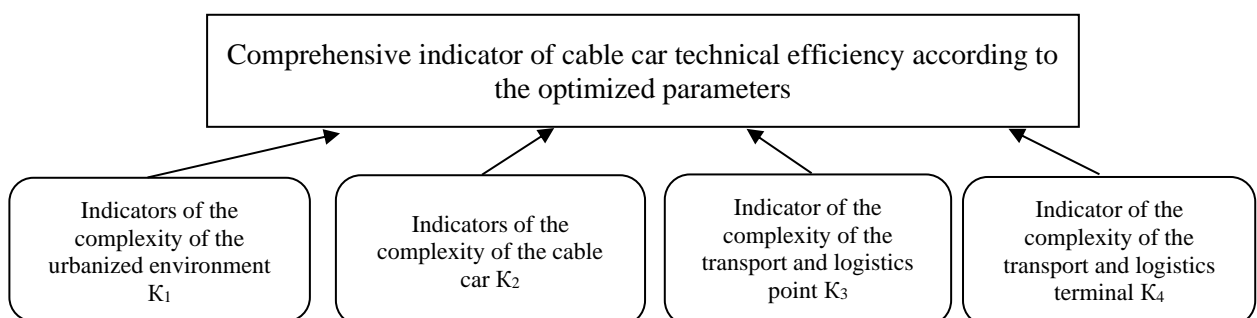 Comprehensive indicator of cable car technical efficiency according to
the optimized parameters
Indicators of the
complexity of the
urbanized environment
K₁
Indicators of the
complexity of the cable
car K₂
Indicator of the
complexity of the
transport and logistics
point K₃
Indicator of the
complexity of the
transport and logistics
terminal K₄